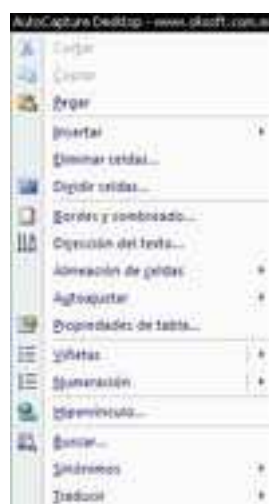 AutoCapture Desktop - www.oksoft.com.
Cortar
Copiar
Pegar
Insertar
Eliminar celdas...
Dividir celdas...
Bordes y sombreado...
Dirección del texto...
Alineación de celdas
Autoajustar
Propiedades de tabla...
Viñetas
Numeración
Hipervínculo...
Buscar...
Sinónimos
Traducir